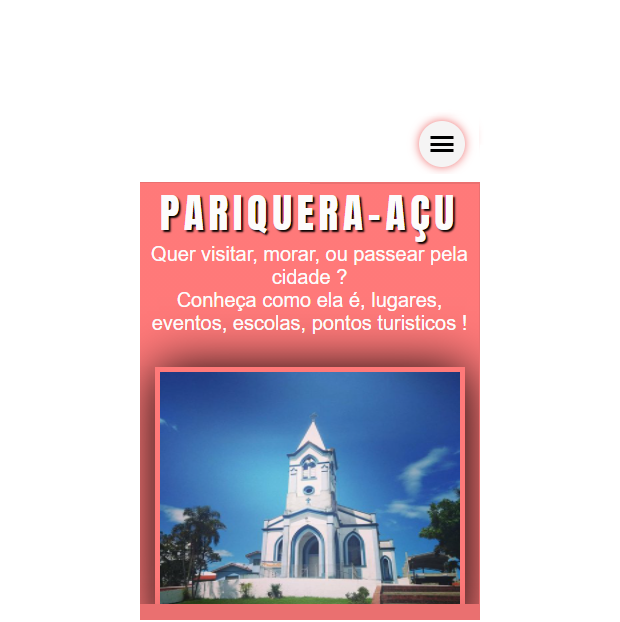 PARIQUERA-AÇU
Quer visitar, morar, ou passear pela
cidade ?
Conheça como ela é, lugares,
eventos, escolas, pontos turisticos !